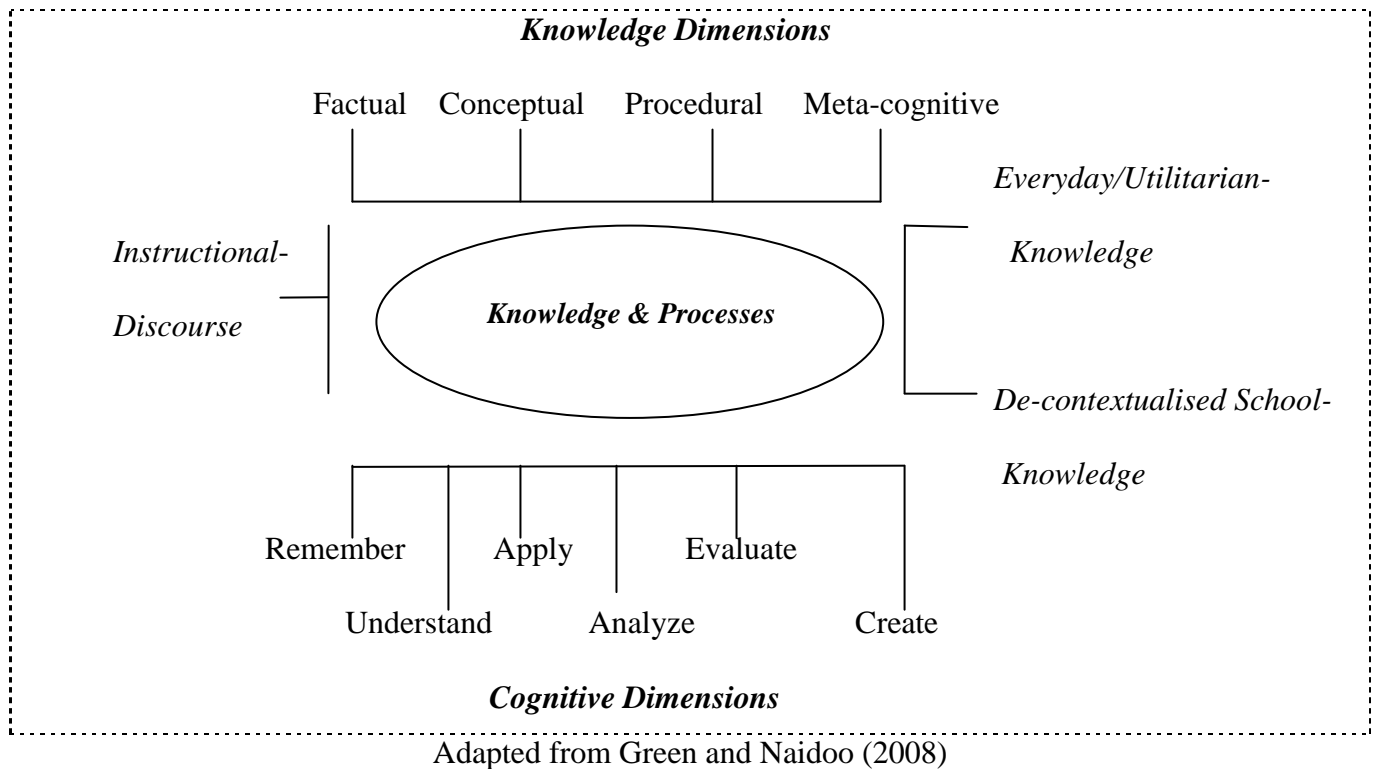 Knowledge Dimensions
Factual Conceptual Procedural Meta-cognitive
Everyday/Utilitarian-
Knowledge
Instructional-
Discourse
Knowledge & Processes
De-contextualised School-
Knowledge
Remember Apply Evaluate
Understand Analyze Create
Cognitive Dimensions
Adapted from Green and Naidoo (2008)